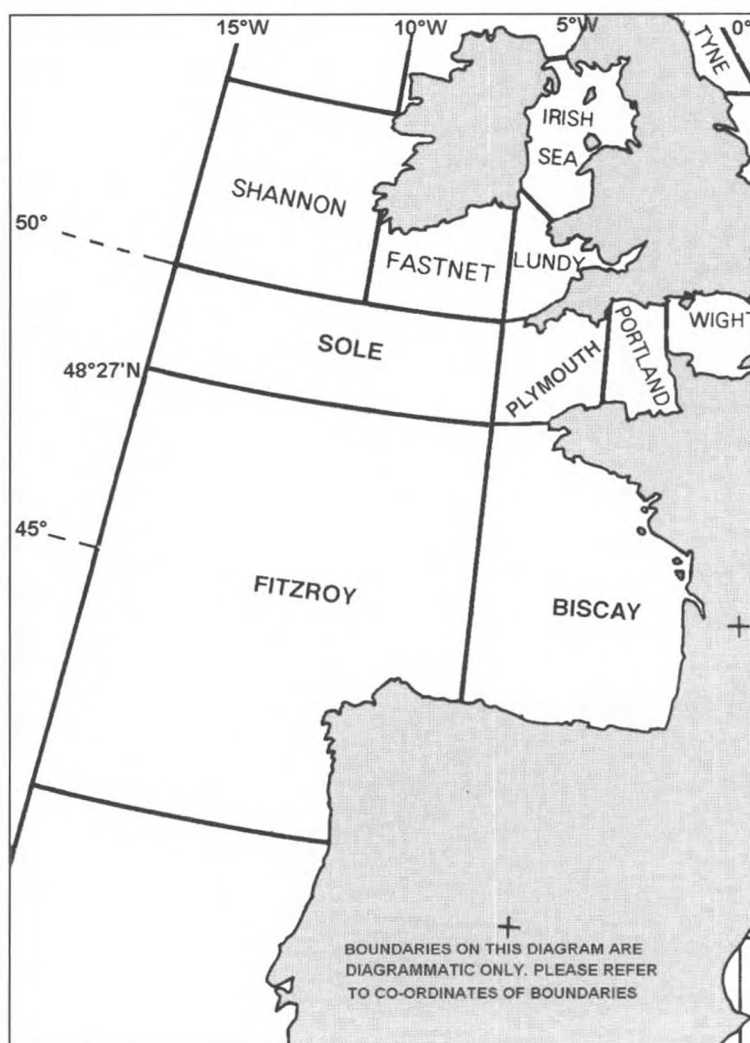 15°W 10°W 5°W 0°
TYNE
IRISH
SEA
SHANNON
50°
FASTNET
LUNDY
SOLE
PORTLAND
WIGHT
48°27'N
PLYMOUTH
45°
FITZROY
BISCAY
BOUNDARIES ON THIS DIAGRAM ARE
DIAGRAMMATIC ONLY. PLEASE REFER
TO CO-ORDINATES OF BOUNDARIES